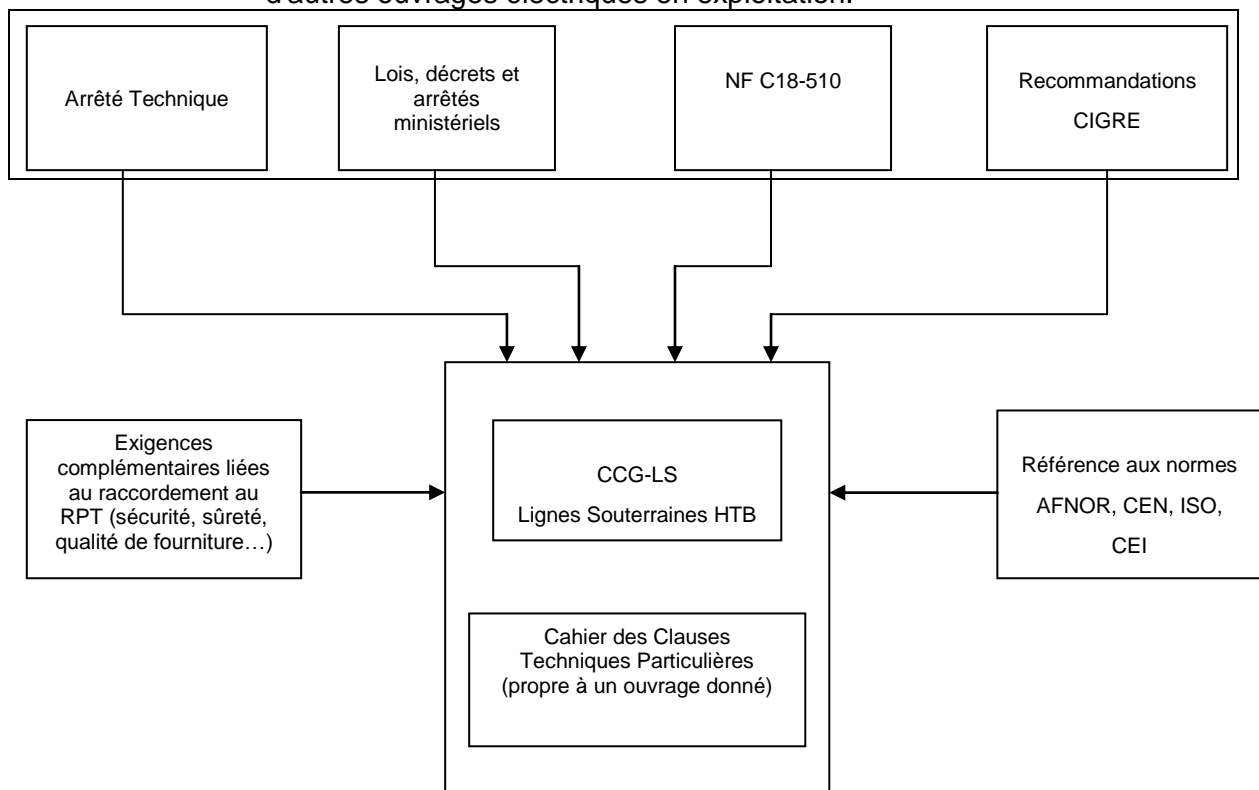 d'autres ouvrages électriques en exploitation.
Arrêté Technique
Lois, décrets et
arrêtés
ministériels
NF C18-510
Recommandations
CIGRE
Exigences
complémentaires liées
au raccordement au
RPT (sécurité, sûreté,
qualité de fourniture…)
CCG-LS
Lignes Souterraines HTB
Référence aux normes
AFNOR, CEN, ISO,
CEI
Cahier des Clauses
Techniques Particulières
(propre à un ouvrage donné)